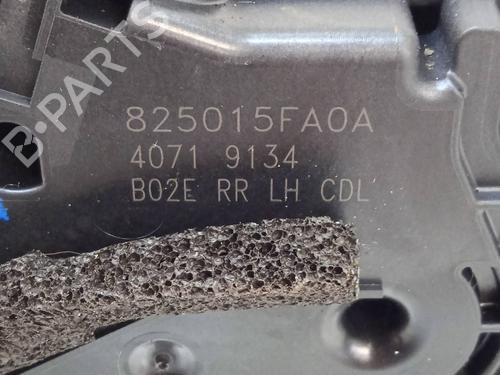 B-PARTS
825015FA0A
4071 9134
B02E RR LH CDL